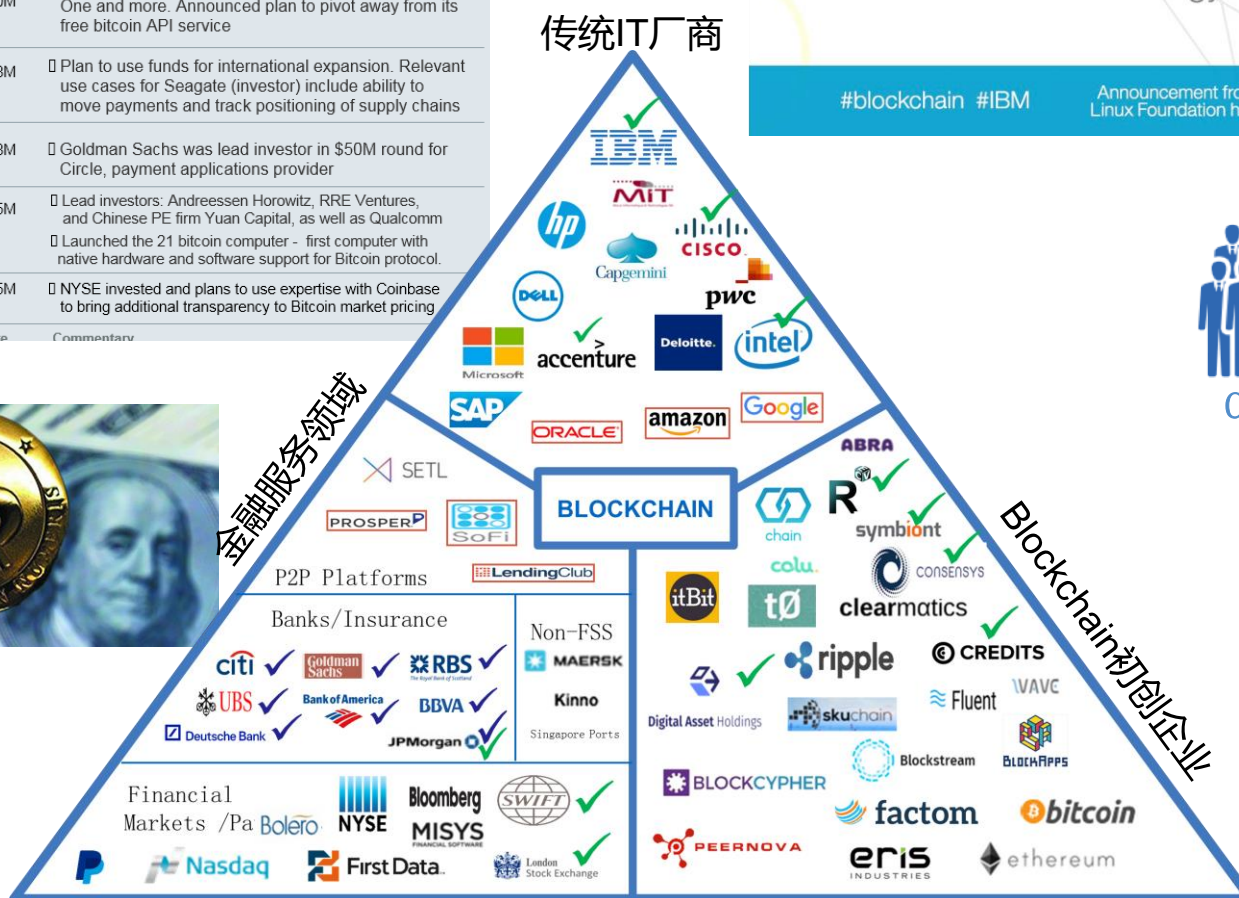 One and more. Announced plan to pivot away from its
free bitcoin API service
▯ Plan to use funds for international expansion. Relevant
use cases for Seagate (investor) include ability to
move payments and track positioning of supply chains
▯ Goldman Sachs was lead investor in $50M round for
Circle, payment applications provider
▯ Lead investors: Andreessen Horowitz, RRE Ventures,
and Chinese PE firm Yuan Capital, as well as Qualcomm
▯ Launched the 21 bitcoin computer - first computer with
native hardware and software support for Bitcoin protocol.
▯ NYSE invested and plans to use expertise with Coinbase
to bring additional transparency to Bitcoin market pricing
Commentary
#blockchain #IBM
Announcement
Linux Foundation
传统IT厂商
IBM
MiT
hp
CISCO
Capgemini
DELL
pwc
Microsoft
accenture
Deloitte.
intel
SAP
ORACLE
amazon
Google
金融服务领域
BLOCKCHAIN
Blockchain初创企业
SETL
PROSPER
SoFi
P2P Platforms
LendingClub
Banks/Insurance
citi
Goldman
Sachs
RBS
The Royal Bank of Scotland
UBS
Bank of America
BBVA
Deutsche Bank
JPMorgan
Non-FSS
MAERSK
Kinno
Singapore Ports
Financial
Markets /Pa
Bolero
NYSE
Bloomberg
MISYS
FINANCIAL SOFTWARE
SWIFT
Nasdaq
First Data.
London
Stock Exchange
ABRA
R
chain
symbiont
colu.
CONSENSYS
itBit
tØ
clearmatics
ripple
CREDITS
Digital Asset Holdings
skuchain
Fluent
WAVE
Blockstream
BLOCKAPPS
BLOCKCYPHER
factom
bitcoin
PEERNOVA
eris
INDUSTRIES
ethereum